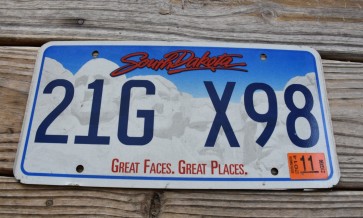 South Dakota
21G X98
11
GREAT FACES. GREAT PLACES.